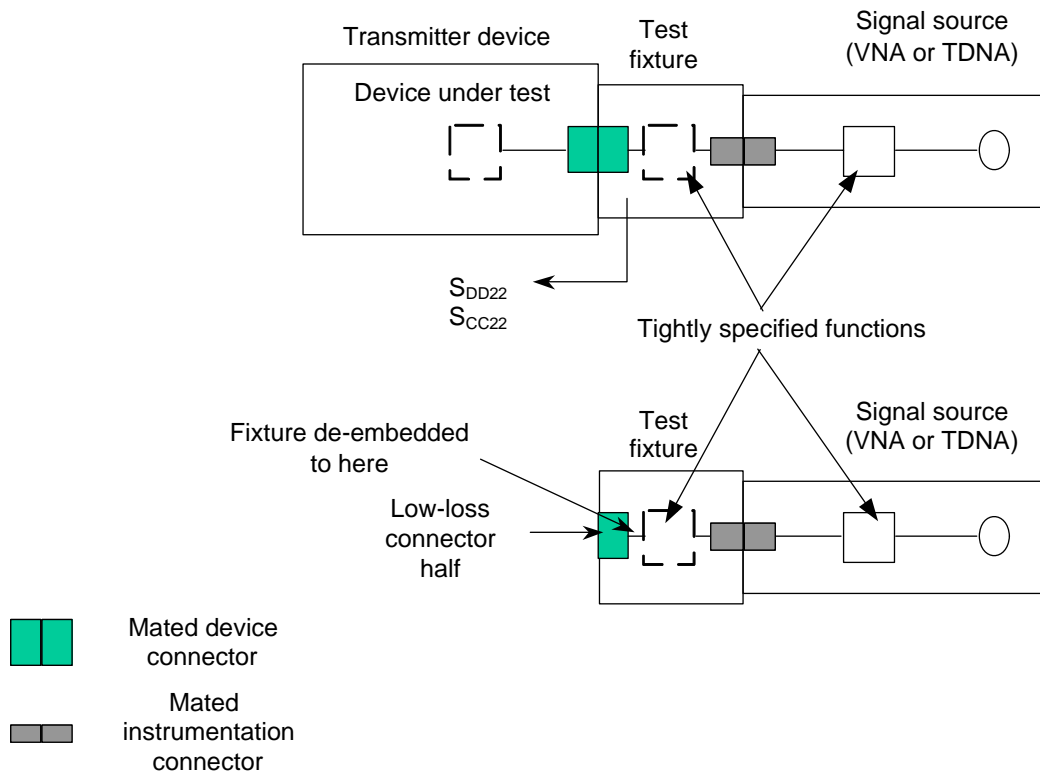 Transmitter device
Test
fixture
Signal source
(VNA or TDNA)
Device under test
SDD22
SCC22
Tightly specified functions
Fixture de-embedded
to here
Test
fixture
Signal source
(VNA or TDNA)
Low-loss
connector
half
Mated device
connector
Mated
instrumentation
connector